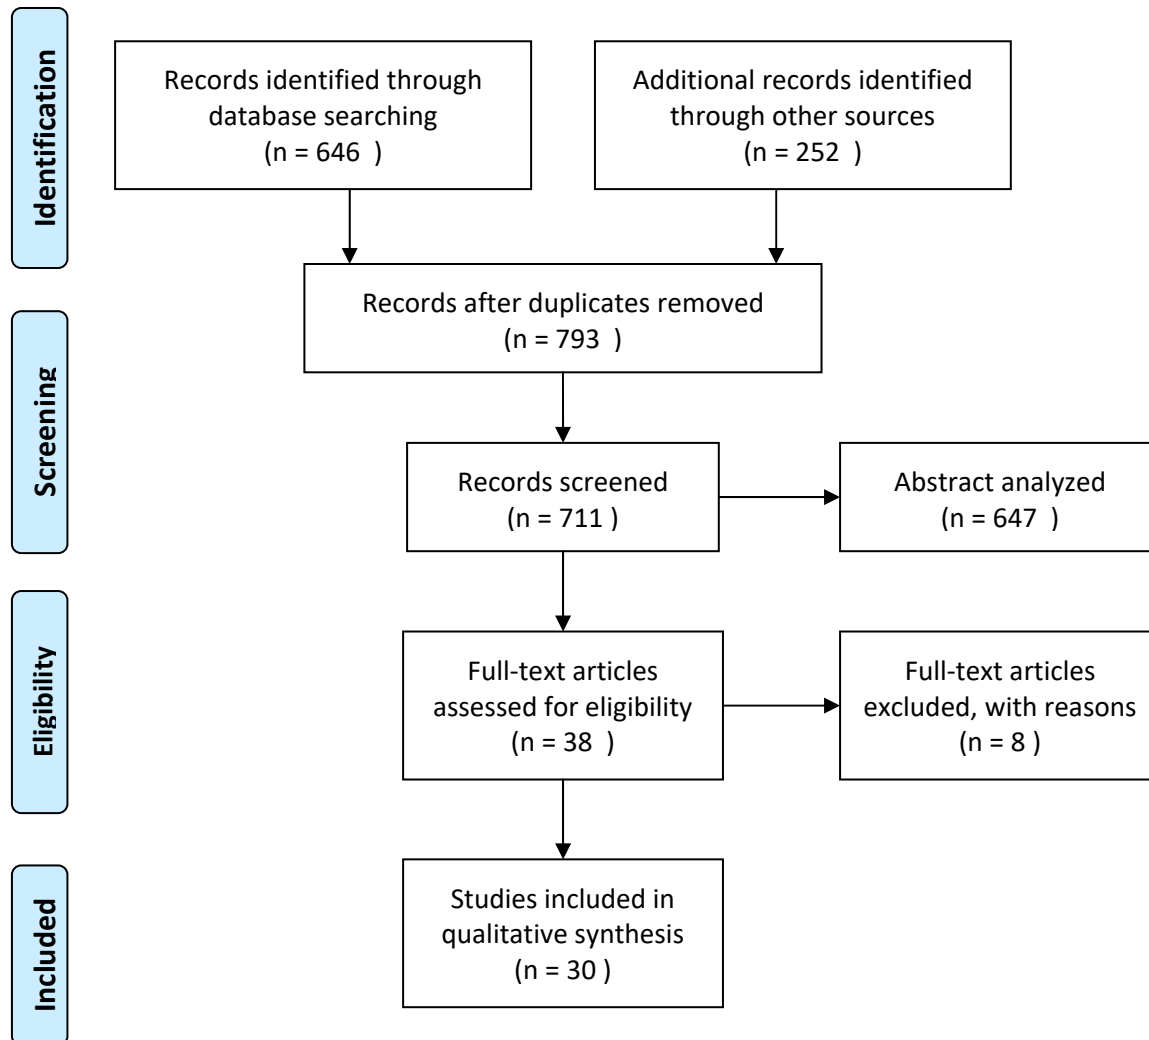 Identification
Records identified through
database searching
(n = 646  )
Additional records identified
through other sources
(n = 252  )
Records after duplicates removed
(n = 793  )
Screening
Records screened
(n = 711 )
Abstract analyzed
(n = 647  )
Eligibility
Full-text articles
assessed for eligibility
(n = 38  )
Full-text articles
excluded, with reasons
(n = 8 )
Included
Studies included in
qualitative synthesis
(n = 30 )